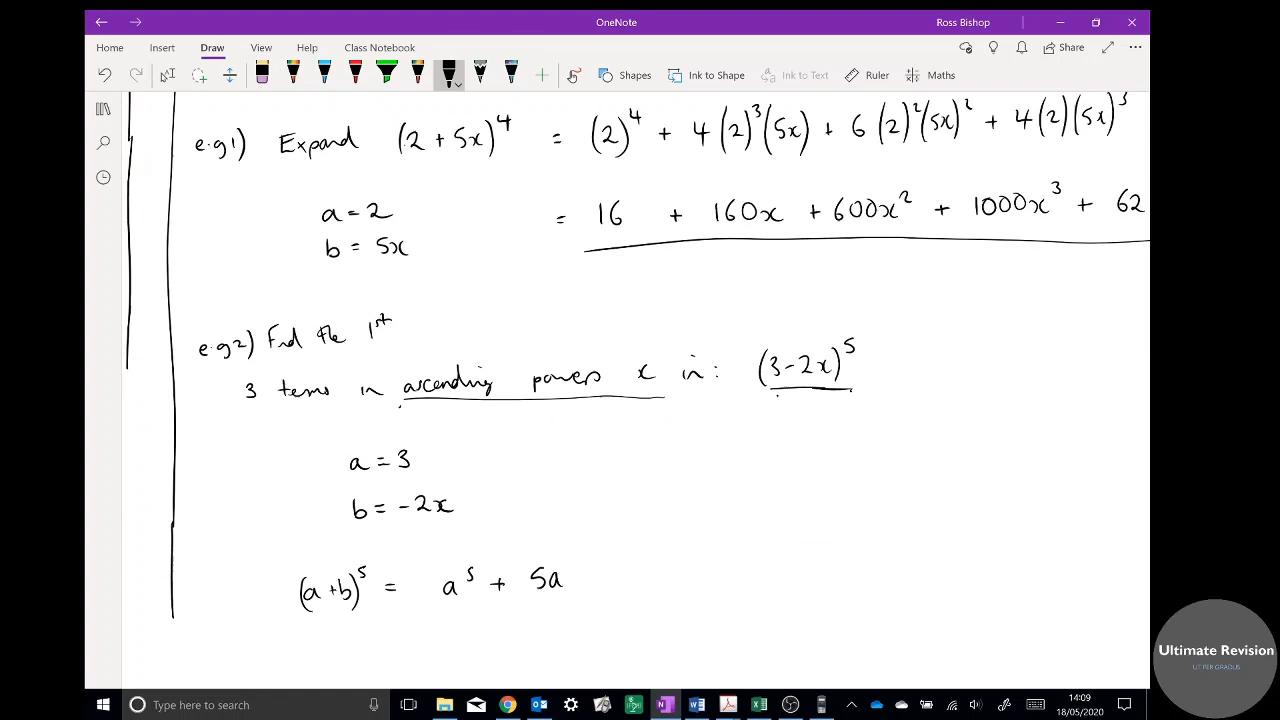 OneNote
Ross Bishop
Home Insert Draw View Help Class Notebook
Share
Shapes Ink to Shape Ink to Text Ruler Maths
e.g1) Expand (2 + 5x)⁴ = (2)⁴ + 4(2)³(5x) + 6(2)²(5x)² + 4(2)(5x)³
a = 2
= 16 + 160x + 600x² + 1000x³ + 62
b = 5x
e.g2) Find the 1st
3 terms in ascending powers x in: (3-2x)⁵
a = 3
b = -2x
(a+b)⁵ = a⁵ + 5a
Ultimate Revision
UT PER GRADUS
Type here to search
14:09
18/05/2020